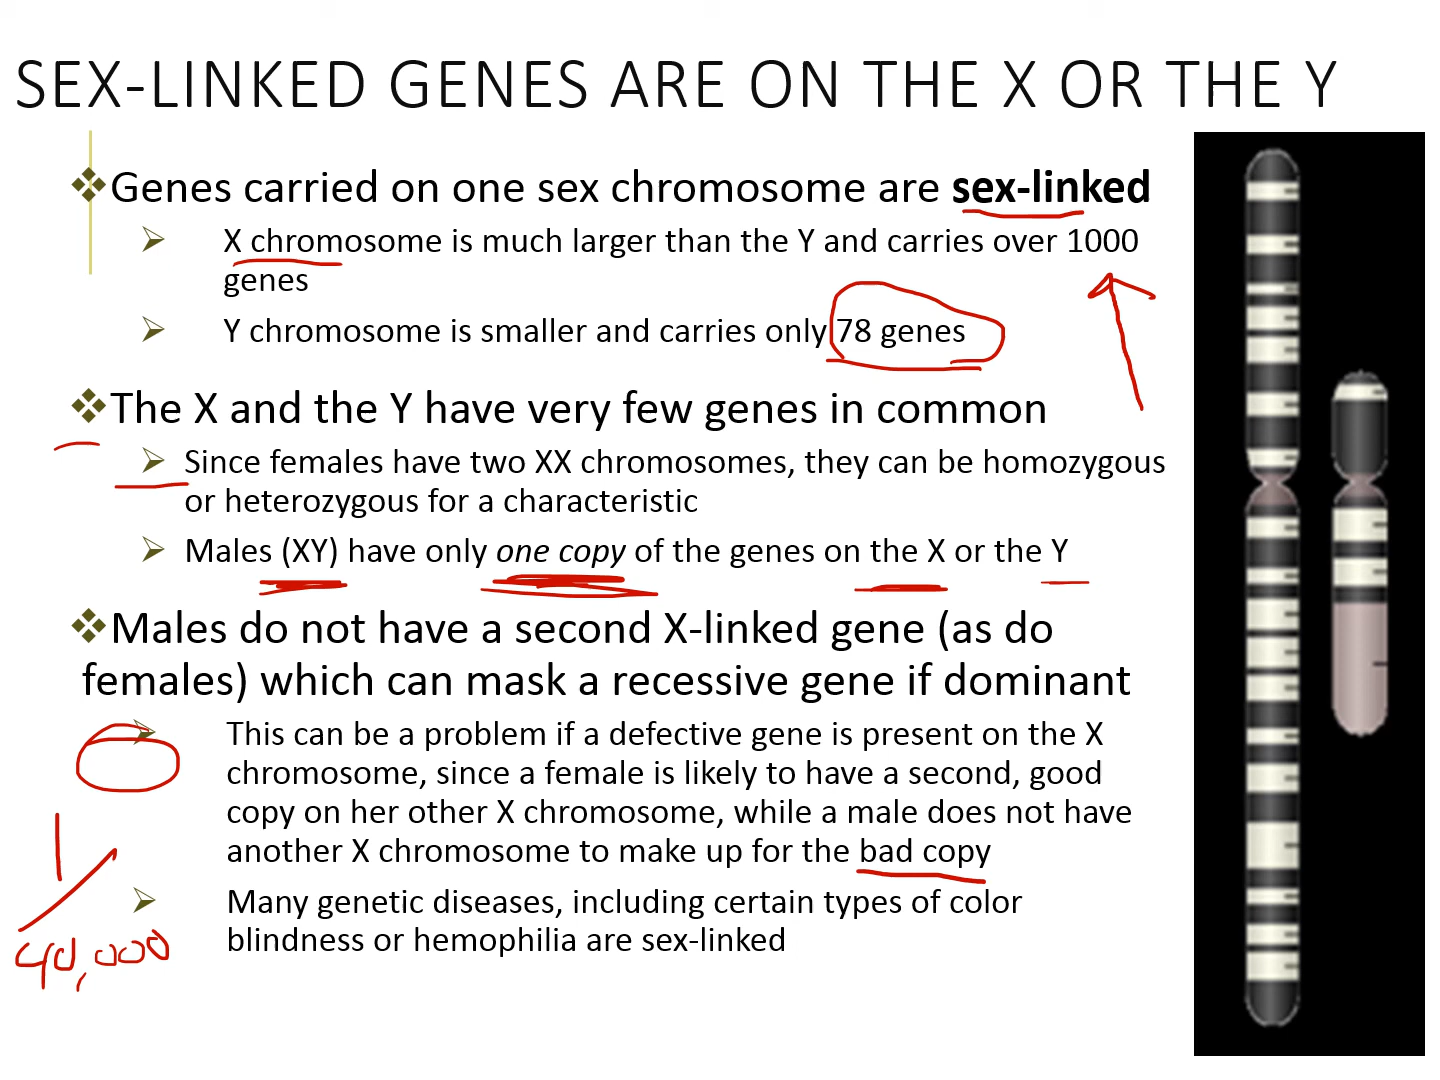 SEX-LINKED GENES ARE ON THE X OR THE Y
Genes carried on one sex chromosome are sex-linked
X chromosome is much larger than the Y and carries over 1000
genes
Y chromosome is smaller and carries only 78 genes
The X and the Y have very few genes in common
Since females have two XX chromosomes, they can be homozygous
or heterozygous for a characteristic
Males (XY) have only one copy of the genes on the X or the Y
Males do not have a second X-linked gene (as do
females) which can mask a recessive gene if dominant
This can be a problem if a defective gene is present on the X
chromosome, since a female is likely to have a second, good
copy on her other X chromosome, while a male does not have
another X chromosome to make up for the bad copy
Many genetic diseases, including certain types of color
blindness or hemophilia are sex-linked
1/
40,000